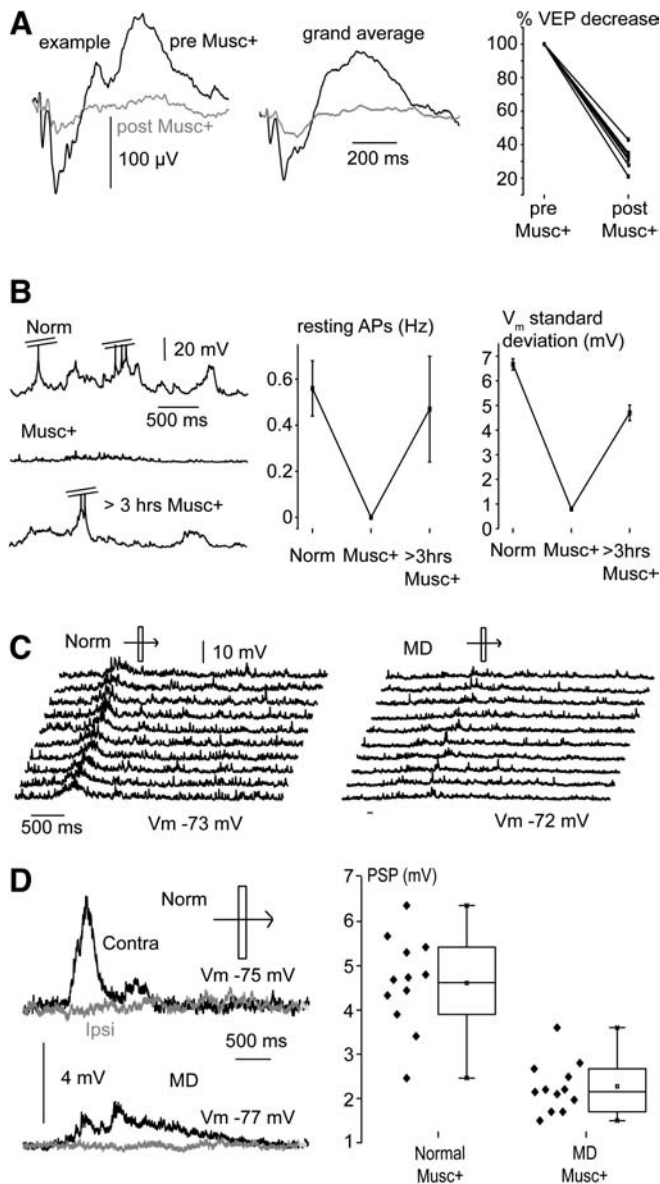 A
example
pre Musc+
post Musc+
100 µV
grand average
200 ms
% VEP decrease
100
80
60
40
20
pre
Musc+
post
Musc+
B
Norm
20 mV
500 ms
Musc+
> 3 hrs Musc+
resting APs (Hz)
0.6
0.4
0.2
0
Norm Musc+ >3hrs
Musc+
Vm standard
deviation (mV)
7
6
5
4
3
2
1
0
Norm Musc+ >3hrs
Musc+
C
Norm
10 mV
500 ms
Vm -73 mV
MD
Vm -72 mV
D
Norm
Contra
Vm -75 mV
Ipsi
500 ms
4 mV
MD
Vm -77 mV
PSP (mV)
7
6
5
4
3
2
1
Normal
Musc+
MD
Musc+